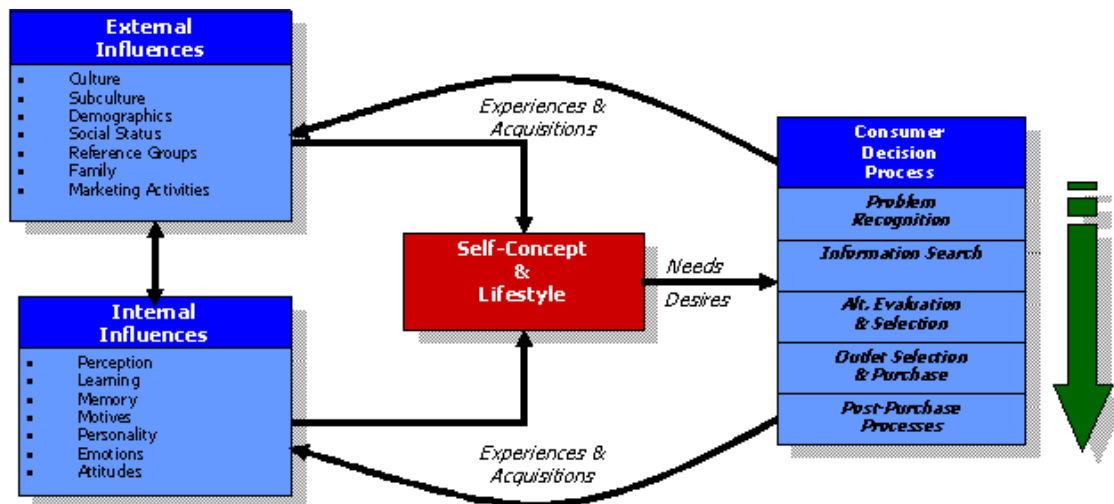 External
Influences
Culture
Subculture
Demographics
Social Status
Reference Groups
Family
Marketing Activities
Internal
Influences
Perception
Learning
Memory
Motives
Personality
Emotions
Attitudes
Experiences &
Acquisitions
Self-Concept
&
Lifestyle
Needs
Desires
Experiences &
Acquisitions
Consumer
Decision
Process
Problem
Recognition
Information Search
Alt. Evaluation
& Selection
Outlet Selection
& Purchase
Post-Purchase
Processes